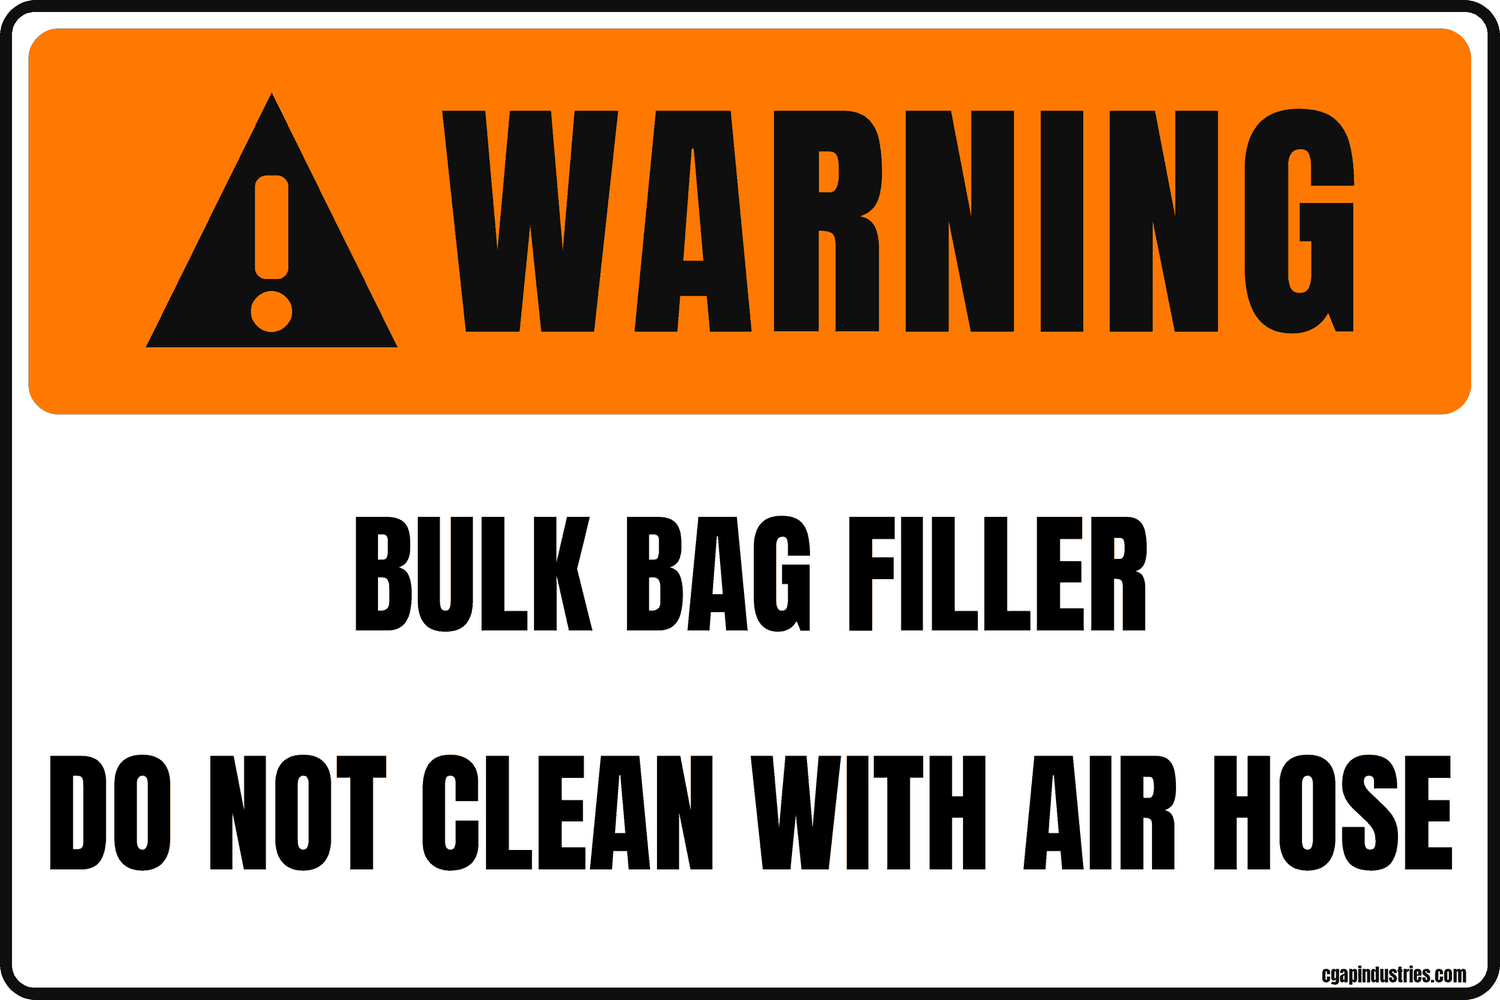 WARNING
BULK BAG FILLER
DO NOT CLEAN WITH AIR HOSE
cgapindustries.com